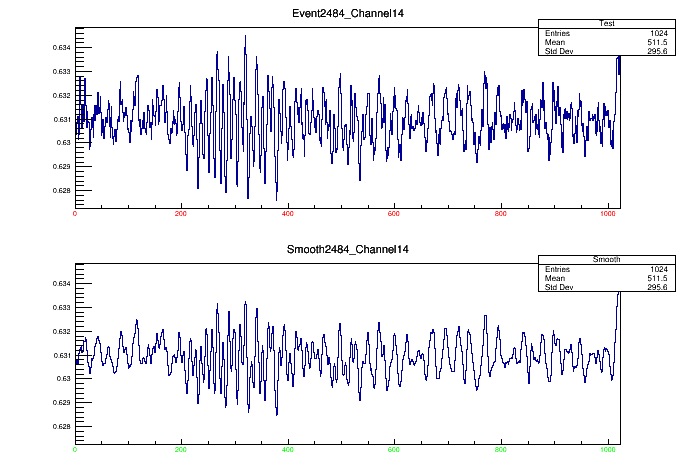 Event2484_Channel14
Test
Entries 1024
Mean 511.5
Std Dev 295.6
0.634
0.633
0.632
0.631
0.63
0.629
0.628
0 200 400 600 800 1000
Smooth2484_Channel14
Smooth
Entries 1024
Mean 511.5
Std Dev 295.6
0.634
0.633
0.632
0.631
0.63
0.629
0.628
0 200 400 600 800 1000